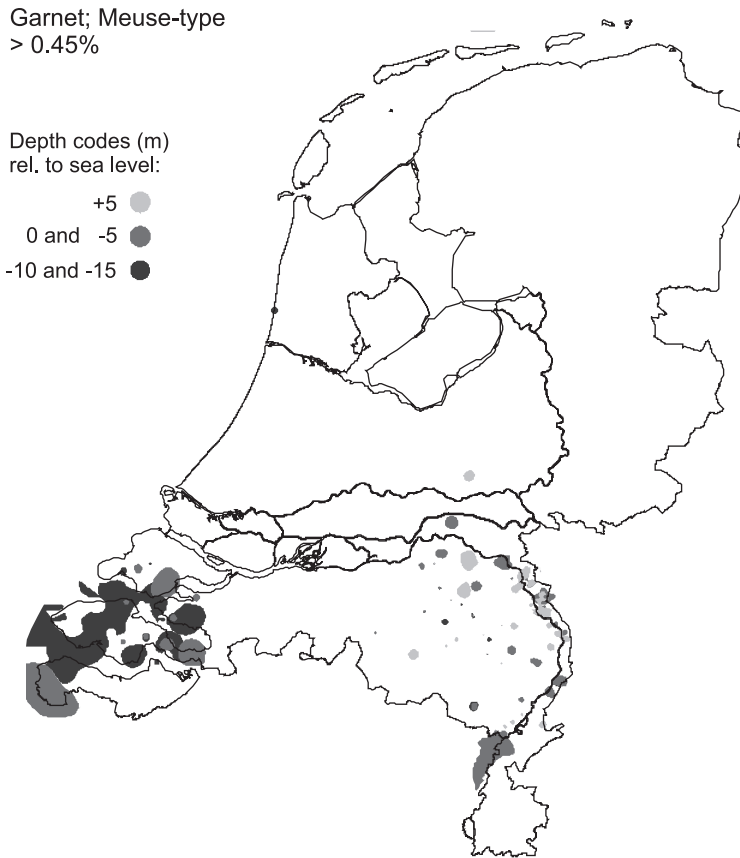 Garnet; Meuse-type
> 0.45%
Depth codes (m)
rel. to sea level:
+5
0 and -5
-10 and -15